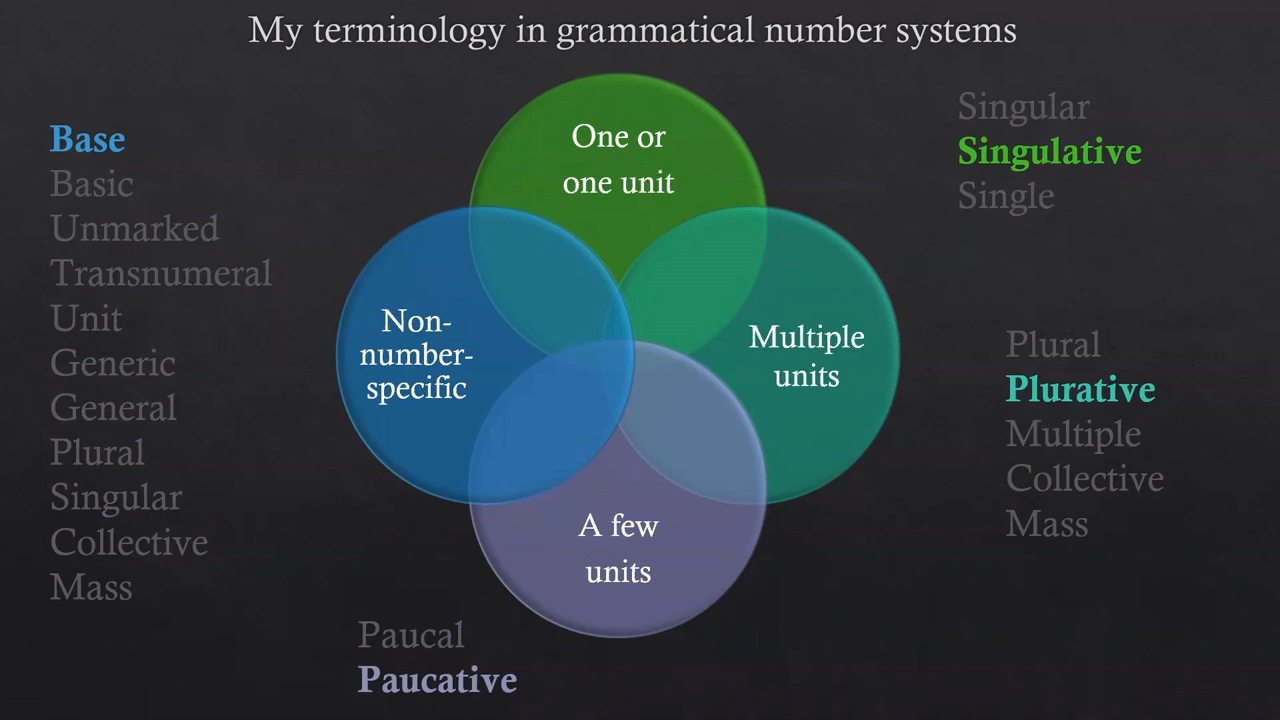 My terminology in grammatical number systems
Base
Basic
Unmarked
Transnumeral
Unit
Generic
General
Plural
Singular
Collective
Mass
One or
one unit
Non-
number-
specific
Multiple
units
A few
units
Singular
Singulative
Single
Plural
Plurative
Multiple
Collective
Mass
Paucal
Paucative